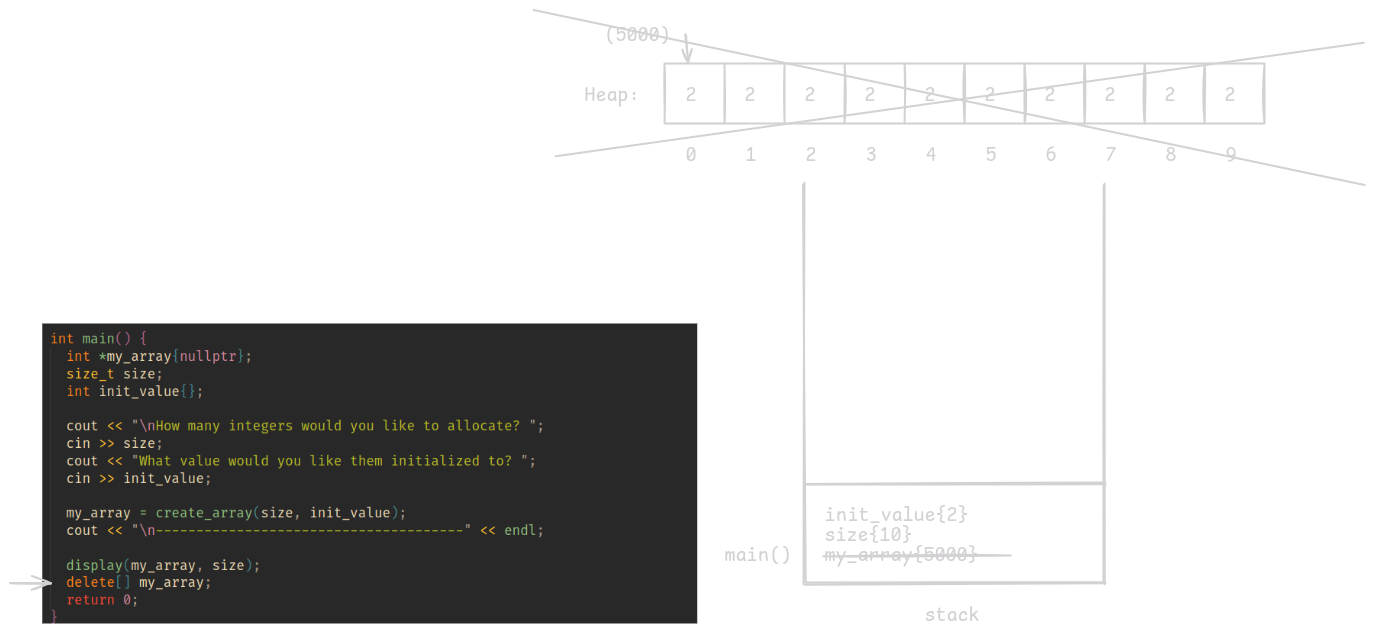 (5000)
Heap: 2 2 2 2 2 2 2 2 2 2
0 1 2 3 4 5 6 7 8 9
int main() {
int *my_array{nullptr};
size_t size;
int init_value{};
cout << "\nHow many integers would you like to allocate? ";
cin >> size;
cout << "What value would you like them initialized to? ";
cin >> init_value;
my_array = create_array(size, init_value);
cout << "\n--------------------------------------" << endl;
display(my_array, size);
delete[] my_array;
return 0;
}
init_value{2}
size{10}
main() my_array{5000}
stack